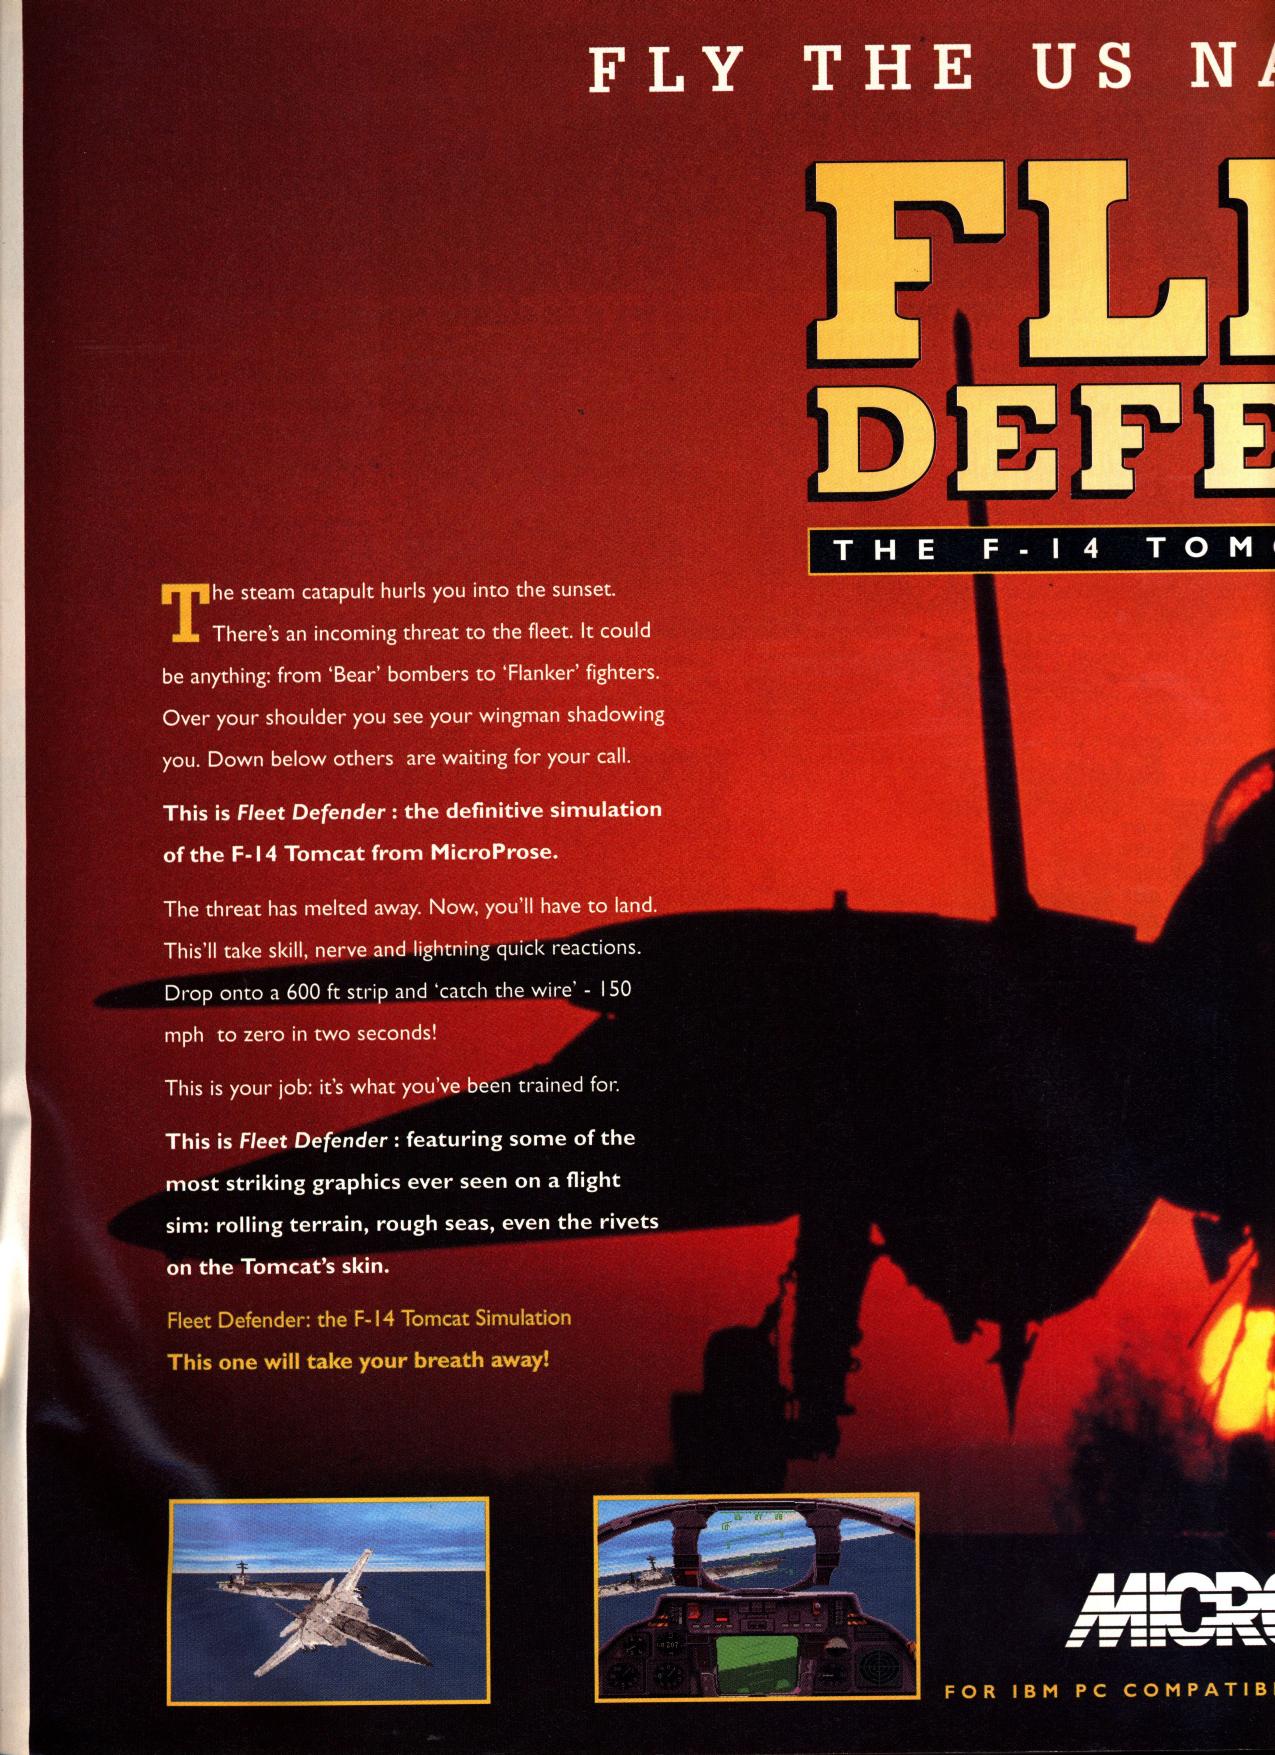 FLY THE US NA
FLE
DEFE
THE F-14 TOMC
The steam catapult hurls you into the sunset.
There's an incoming threat to the fleet. It could
be anything: from ‘Bear’ bombers to ‘Flanker’ fighters.
Over your shoulder you see your wingman shadowing
you. Down below others are waiting for your call.
This is Fleet Defender : the definitive simulation
of the F-14 Tomcat from MicroProse.
The threat has melted away. Now, you'll have to land.
This'll take skill, nerve and lightning quick reactions.
Drop onto a 600 ft strip and ‘catch the wire’ - 150
mph to zero in two seconds!
This is your job: it's what you've been trained for.
This is Fleet Defender : featuring some of the
most striking graphics ever seen on a flight
sim: rolling terrain, rough seas, even the rivets
on the Tomcat's skin.
Fleet Defender: the F-14 Tomcat Simulation
This one will take your breath away!
26 27 28
MICRO
FOR IBM PC COMPATIB